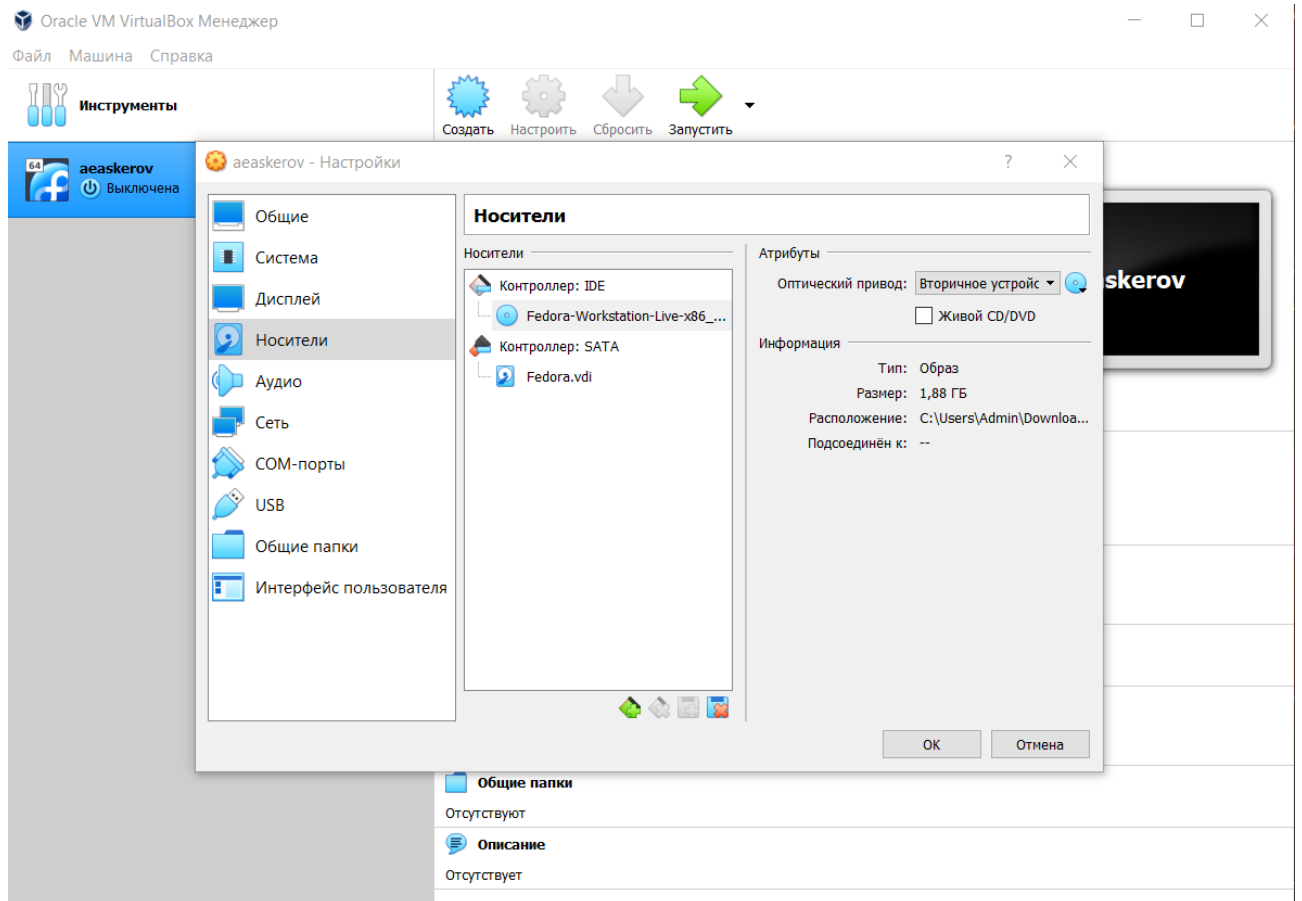 Oracle VM VirtualBox Менеджер
Файл Машина Справка
Инструменты
Создать Настроить Сбросить Запустить
64
aeaskerov
Выключена
aeaskerov - Настройки
?
Общие
Система
Дисплей
Носители
Аудио
Сеть
COM-порты
USB
Общие папки
Интерфейс пользователя
Носители
Носители
Контроллер: IDE
Fedora-Workstation-Live-x86_...
Контроллер: SATA
Fedora.vdi
Атрибуты
Оптический привод: Вторичное устройс
Живой CD/DVD
Информация
Тип: Образ
Размер: 1,88 ГБ
Расположение: C:\Users\Admin\Downloa...
Подсоединён к: --
OK Отмена
skerov
Общие папки
Отсутствуют
Описание
Отсутствует